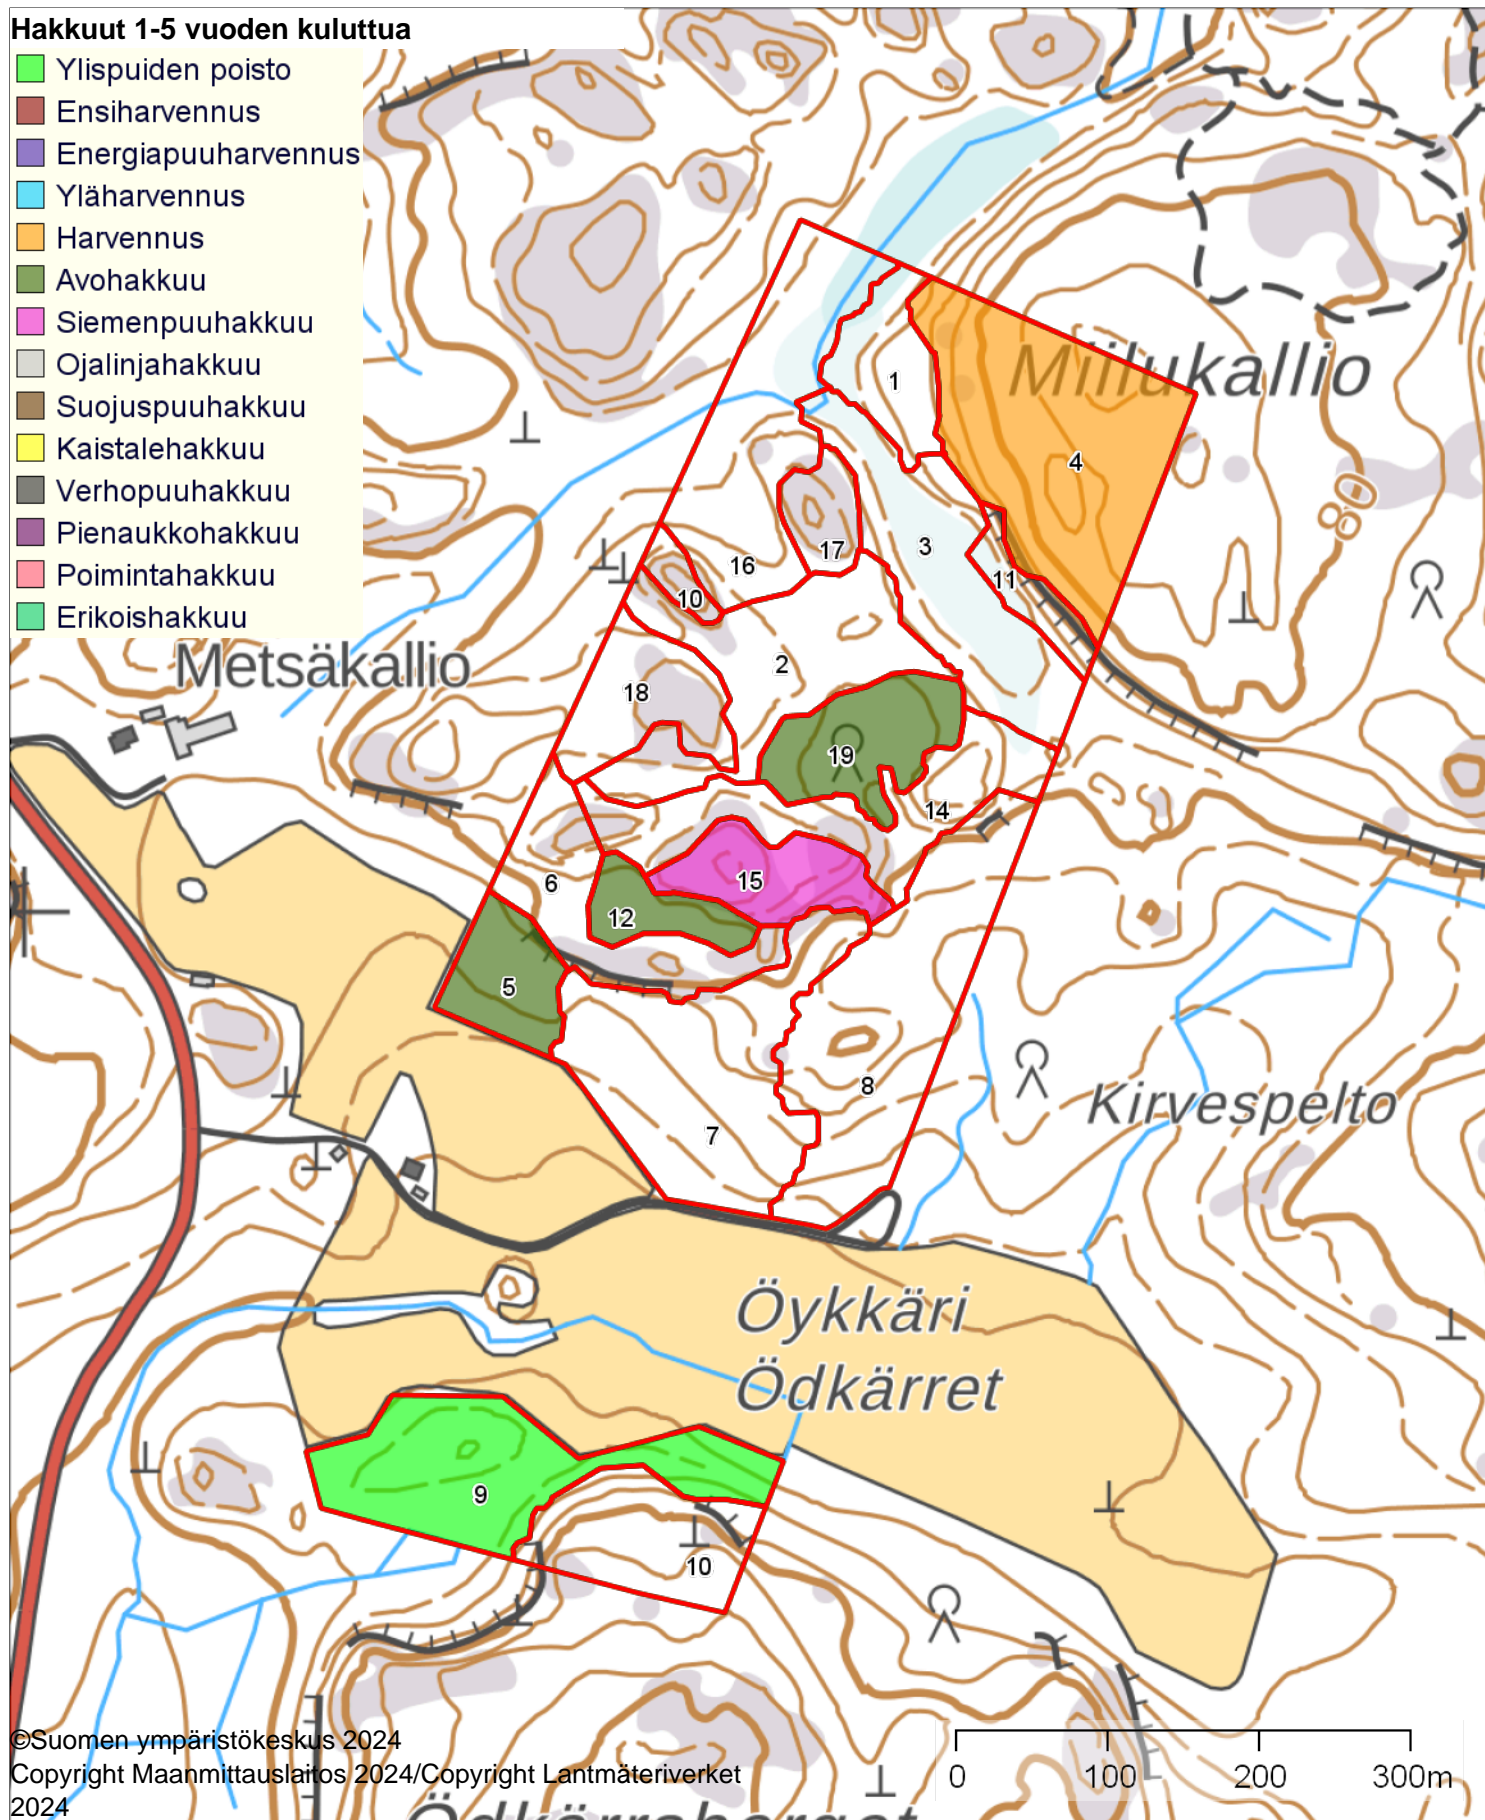 Hakkuut 1-5 vuoden kuluttua
Ylispuiden poisto
Ensiharvennus
Energiapuuharvennus
Yläharvennus
Harvennus
Avohakkuu
Siemenpuuhakkuu
Ojalinjahakkuu
Suojuspuuhakkuu
Kaistalehakkuu
Verhopuuhakkuu
Pienaukkohakkuu
Poimintahakkuu
Erikoishakkuu
Miilukallio
1
4
80
3
17
16
11
10
2
Metsäkallio
18
19
14
15
6
12
5
8
Kirvespelto
7
Öykkäri
Ödkärret
9
10
©Suomen ympäristökeskus 2024
Copyright Maanmittauslaitos 2024/Copyright Lantmäteriverket
2024
0 100 200 300m
Ödkärrsberget